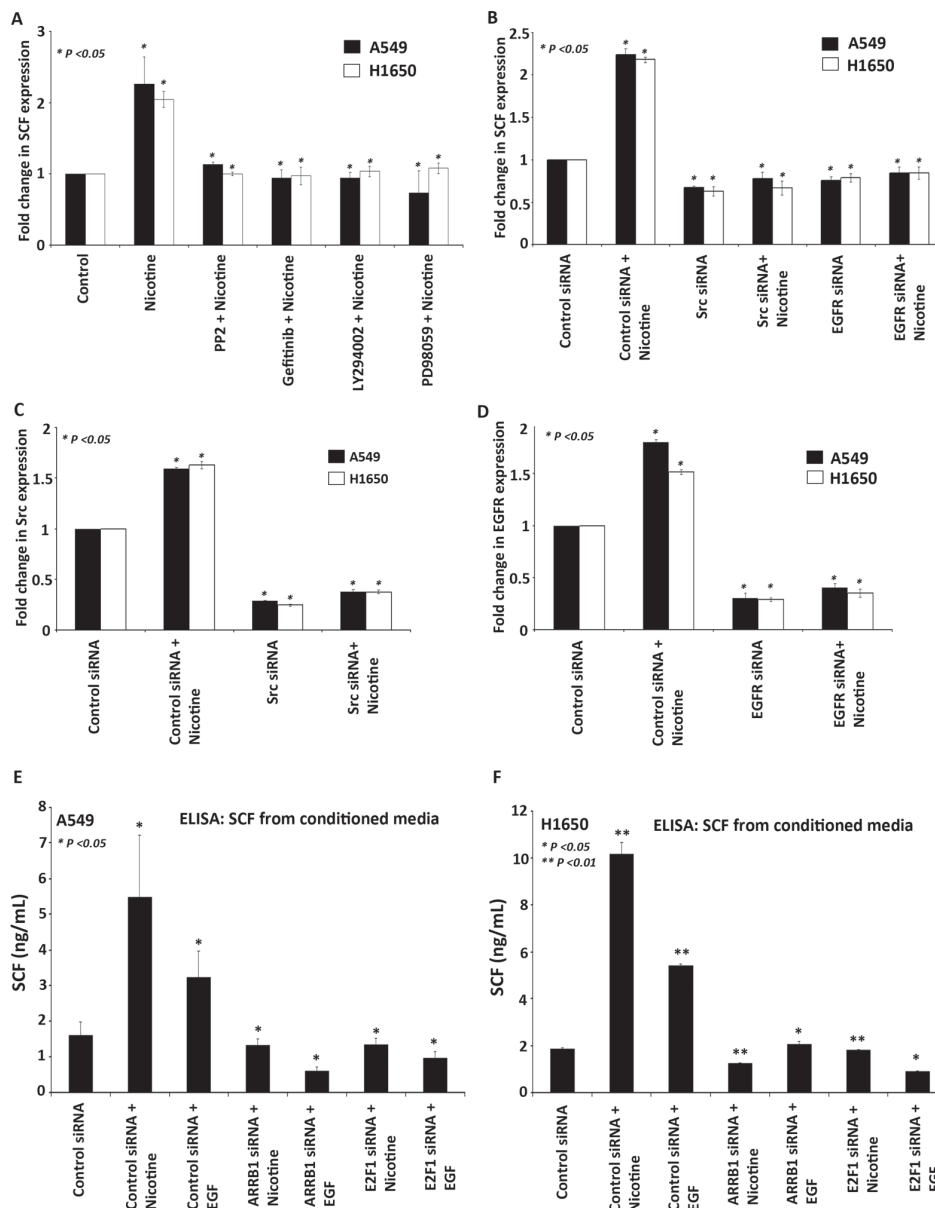 A
* P <0.05
A549
H1650
Fold change in SCF expression
3
2
1
0
* * * * * * * * * *
Control
Nicotine
PP2 + Nicotine
Gefitinib + Nicotine
LY294002 + Nicotine
PD98059 + Nicotine
B
* P <0.05
A549
H1650
Fold change in SCF expression
2.5
2
1.5
1
0.5
0
* * * * * * * * * *
Control siRNA
Control siRNA +
Nicotine
Src siRNA
Src siRNA+
Nicotine
EGFR siRNA
EGFR siRNA+
Nicotine
C
* P <0.05
A549
H1650
Fold change in Src expression
2
1.5
1
0.5
0
* * * * * *
Control siRNA
Control siRNA +
Nicotine
Src siRNA
Src siRNA+
Nicotine
D
* P <0.05
A549
H1650
Fold change in EGFR expression
2
1.5
1
0.5
0
* * * * * *
Control siRNA
Control siRNA +
Nicotine
EGFR siRNA
EGFR siRNA+
Nicotine
E
A549
* P <0.05
ELISA: SCF from conditioned media
SCF (ng/mL)
8
7
6
5
4
3
2
1
0
* * * * * *
Control siRNA
Control siRNA +
Nicotine
Control siRNA +
EGF
ARRB1 siRNA +
Nicotine
ARRB1 siRNA +
EGF
E2F1 siRNA +
Nicotine
E2F1 siRNA +
EGF
F
H1650
* P <0.05
** P <0.01
ELISA: SCF from conditioned media
SCF (ng/mL)
12
10
8
6
4
2
0
** ** ** * ** *
Control siRNA
Control siRNA +
Nicotine
Control siRNA +
EGF
ARRB1 siRNA +
Nicotine
ARRB1 siRNA +
EGF
E2F1 siRNA +
Nicotine
E2F1 siRNA +
EGF